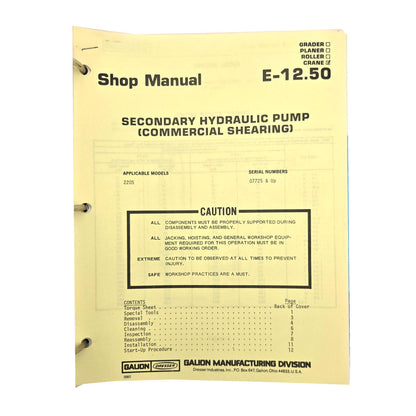 GRADER
PLANER
ROLLER
CRANE
Shop Manual
E-12.50
SECONDARY HYDRAULIC PUMP
(COMMERCIAL SHEARING)
APPLICABLE MODELS
SERIAL NUMBERS
2205
07725 & Up
CAUTION
ALL COMPONENTS MUST BE PROPERLY SUPPORTED DURING
DISASSEMBLY AND ASSEMBLY.
ALL JACKING, HOISTING, AND GENERAL WORKSHOP EQUIP-
MENT REQUIRED FOR THIS OPERATION MUST BE IN
GOOD WORKING ORDER.
EXTREME CAUTION TO BE OBSERVED AT ALL TIMES TO PREVENT
INJURY.
SAFE WORKSHOP PRACTICES ARE A MUST.
CONTENTS Page
Torque Sheet Back of Cover
Special Tools 1
Removal 3
Disassembly 4
Cleaning 6
Inspection 7
Reassembly 8
Installation 11
Start-Up Procedure 12
GALION DRESSER GALION MANUFACTURING DIVISION
Dresser Industries, Inc., P.O. Box 647, Galion, Ohio 44833, U.S.A.